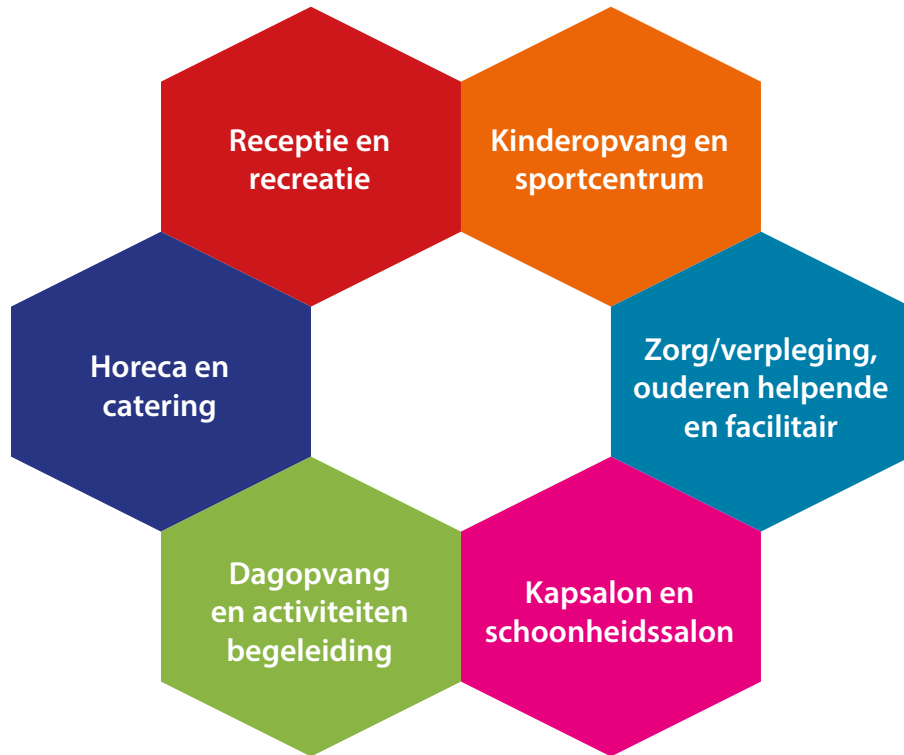 Receptie en
recreatie
Kinderopvang en
sportcentrum
Horeca en
catering
Zorg/verpleging,
ouderen helpende
en facilitair
Dagopvang
en activiteiten
begeleiding
Kapsalon en
schoonheidssalon